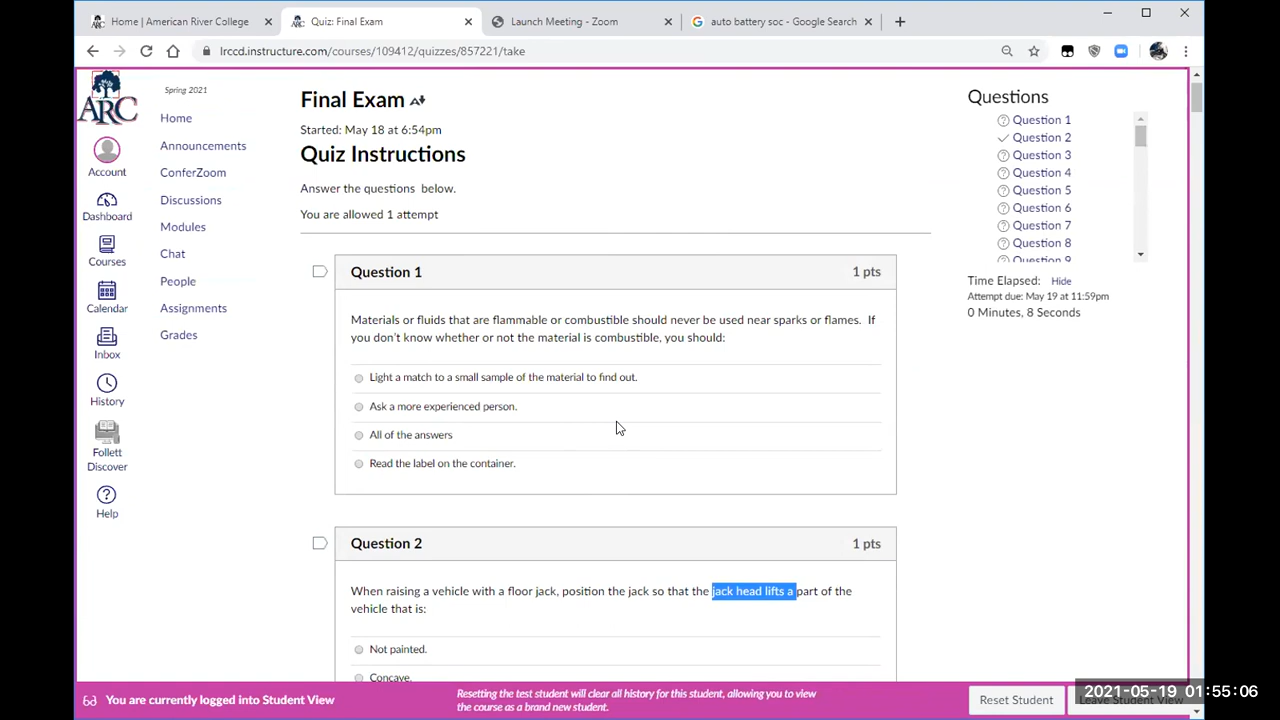 Home | American River College
Quiz: Final Exam
Launch Meeting - Zoom
auto battery soc - Google Search
lrccd.instructure.com/courses/109412/quizzes/857221/take
ARC
Account
Dashboard
Courses
Calendar
Inbox
History
Follett
Discover
Help
Spring 2021
Home
Announcements
ConferZoom
Discussions
Modules
Chat
People
Assignments
Grades
Final Exam
Started: May 18 at 6:54pm
Quiz Instructions
Answer the questions below.
You are allowed 1 attempt
Question 1
1 pts
Materials or fluids that are flammable or combustible should never be used near sparks or flames. If
you don't know whether or not the material is combustible, you should:
Light a match to a small sample of the material to find out.
Ask a more experienced person.
All of the answers
Read the label on the container.
Question 2
1 pts
When raising a vehicle with a floor jack, position the jack so that the jack head lifts a part of the
vehicle that is:
Not painted.
Concave.
Questions
Question 1
Question 2
Question 3
Question 4
Question 5
Question 6
Question 7
Question 8
Question 9
Time Elapsed: Hide
Attempt due: May 19 at 11:59pm
0 Minutes, 8 Seconds
You are currently logged into Student View
Resetting the test student will clear all history for this student, allowing you to view
the course as a brand new student.
Reset Student
Leave Student View
2021-05-19 01:55:06